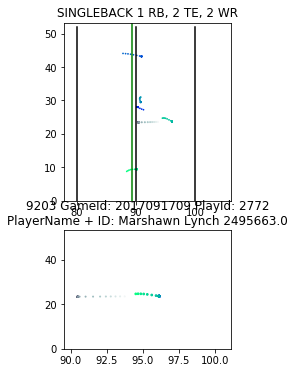 SINGLEBACK 1 RB, 2 TE, 2 WR
50
40
30
20
10
0
80 90 100
9203 GameId: 2017091709 PlayId: 2772
PlayerName + ID: Marshawn Lynch 2495663.0
40
20
0
90.0 92.5 95.0 97.5 100.0